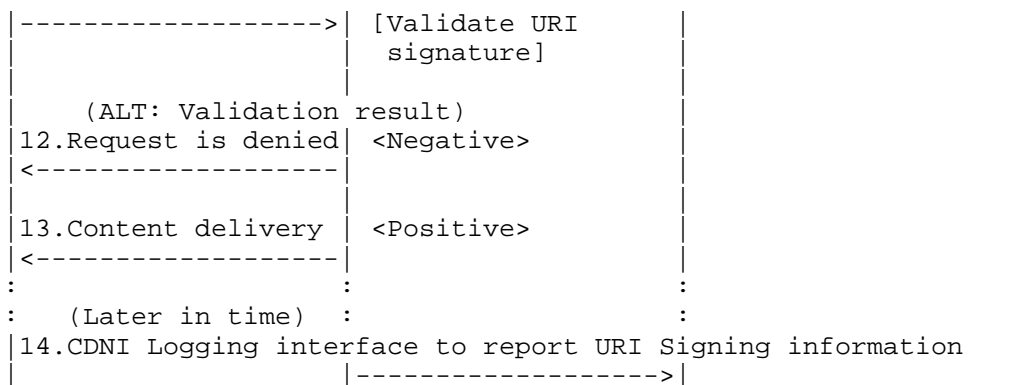 |------------------->| [Validate URI        |
|                    |  signature]          |
|                    |                      |
|    (ALT: Validation result)               |
|12.Request is denied| <Negative>           |
|<-------------------|                      |
|                    |                      |
|13.Content delivery | <Positive>           |
|<-------------------|                      |
:                    :                      :
:   (Later in time)  :                      :
|14.CDNI Logging interface to report URI Signing information
|                    |--------------------->|